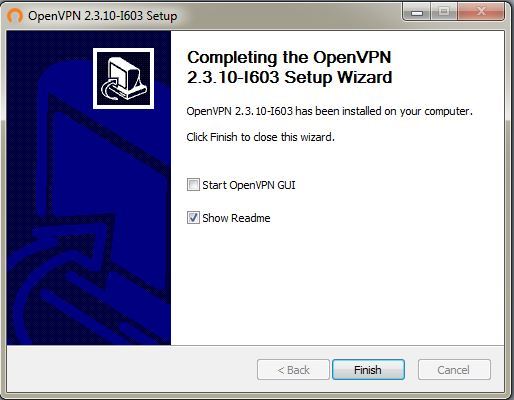 OpenVPN 2.3.10-I603 Setup
Completing the OpenVPN
2.3.10-I603 Setup Wizard
OpenVPN 2.3.10-I603 has been installed on your computer.
Click Finish to close this wizard.
Start OpenVPN GUI
Show Readme
< Back
Finish
Cancel